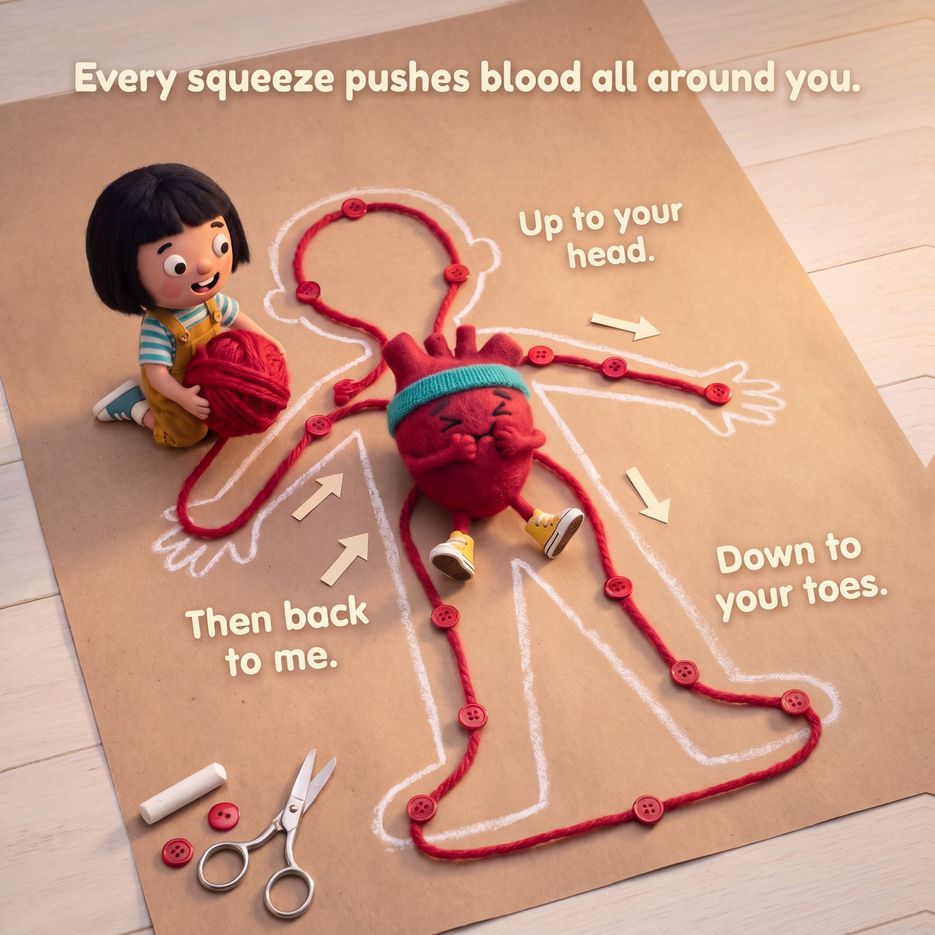 Every squeeze pushes blood all around you.
Up to your
head.
Down to
your toes.
Then back
to me.